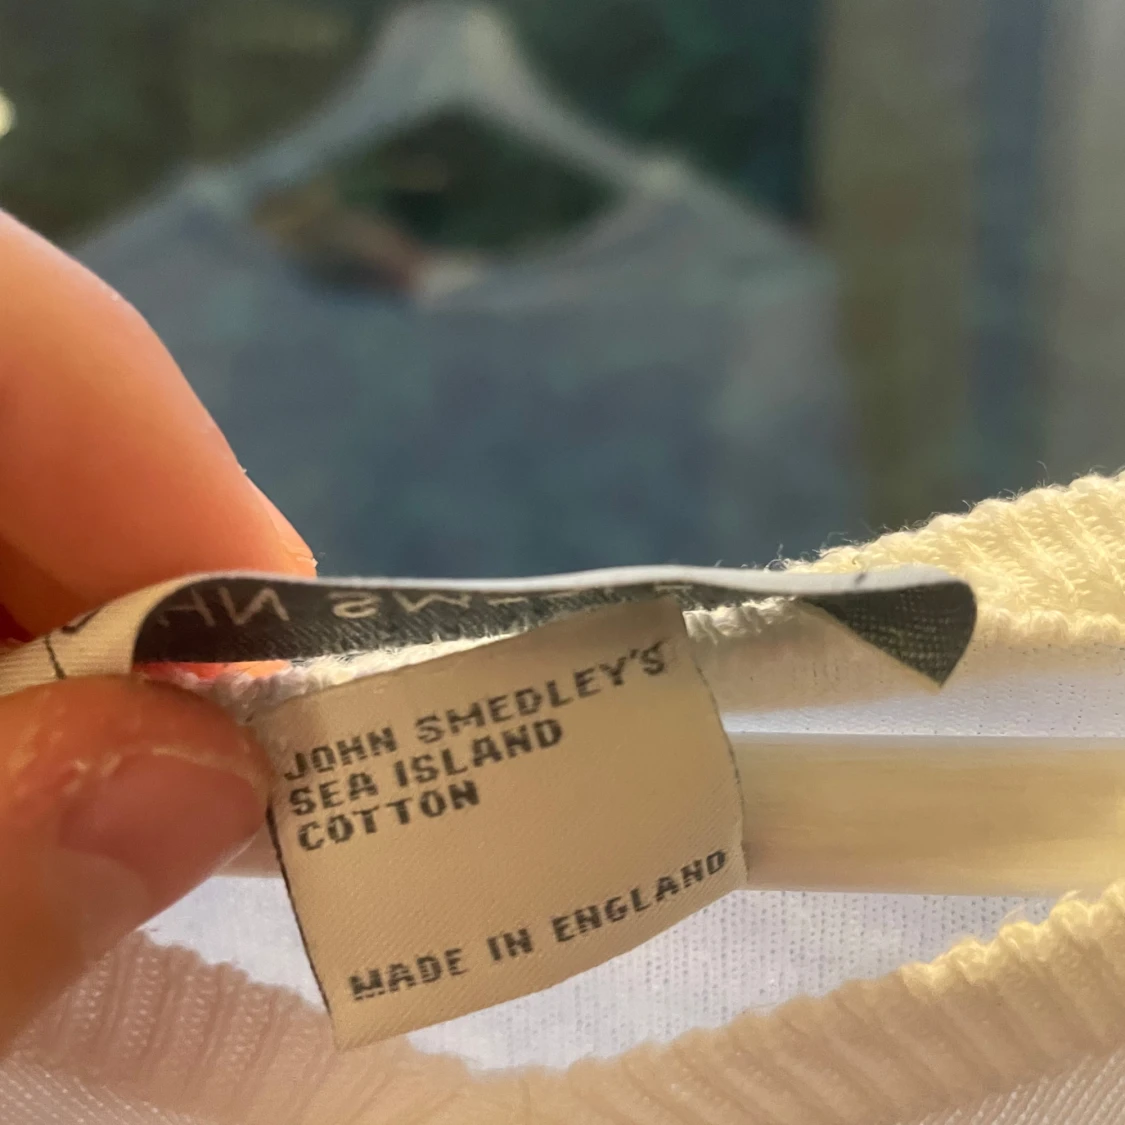 JOHN SMEDLEY'S
SEA ISLAND
COTTON
MADE IN ENGLAND